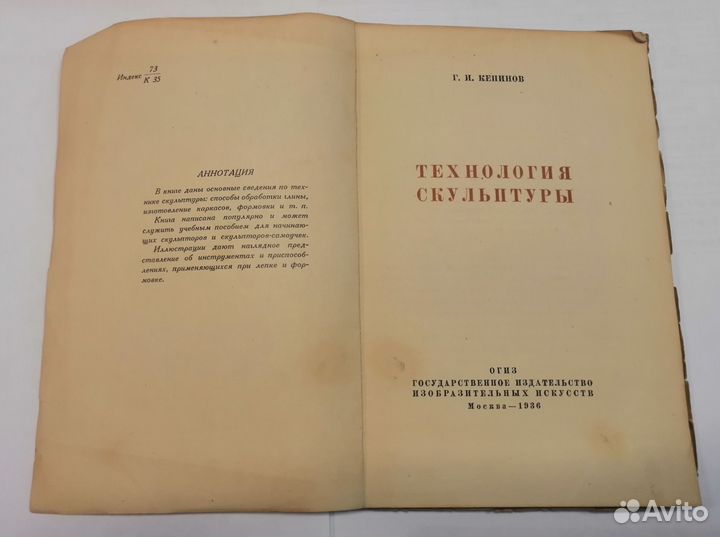 Индекс 73
К 35
АННОТАЦИЯ
В книге даны основные сведения по тех-
нике скульптуры: способы обработки глины,
изготовление каркасов, формовки и т. п.
Книга написана популярно и может
служить учебным пособием для начинаю-
щих скульпторов и скульпторов-самоучек.
Иллюстрации дают наглядное пред-
ставление об инструментах и приспособ-
лениях, применяющихся при лепке и фор-
мовке.
Г. И. КЕПИНОВ
ТЕХНОЛОГИЯ
СКУЛЬПТУРЫ
ОГИЗ
ГОСУДАРСТВЕННОЕ ИЗДАТЕЛЬСТВО
ИЗОБРАЗИТЕЛЬНЫХ ИСКУССТВ
Москва—1936
Avito